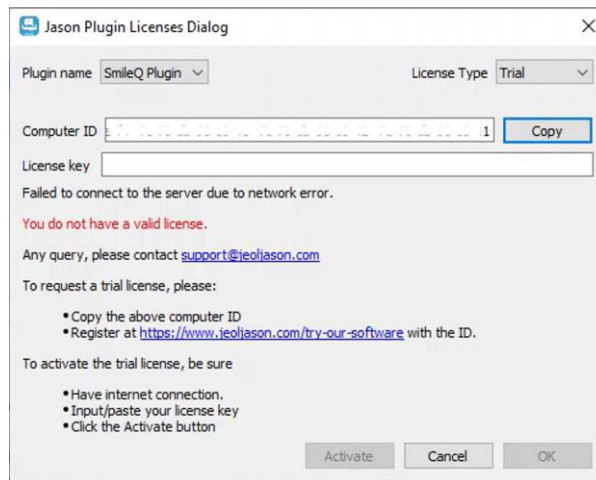 Jason Plugin Licenses Dialog
Plugin name SmileQ Plugin License Type Trial
Computer ID 1 Copy
License key
Failed to connect to the server due to network error.
You do not have a valid license.
Any query, please contact support@jeoljason.com
To request a trial license, please:
• Copy the above computer ID
• Register at https://www.jeoljason.com/try-our-software with the ID.
To activate the trial license, be sure
• Have internet connection.
• Input/paste your license key
• Click the Activate button
Activate Cancel OK